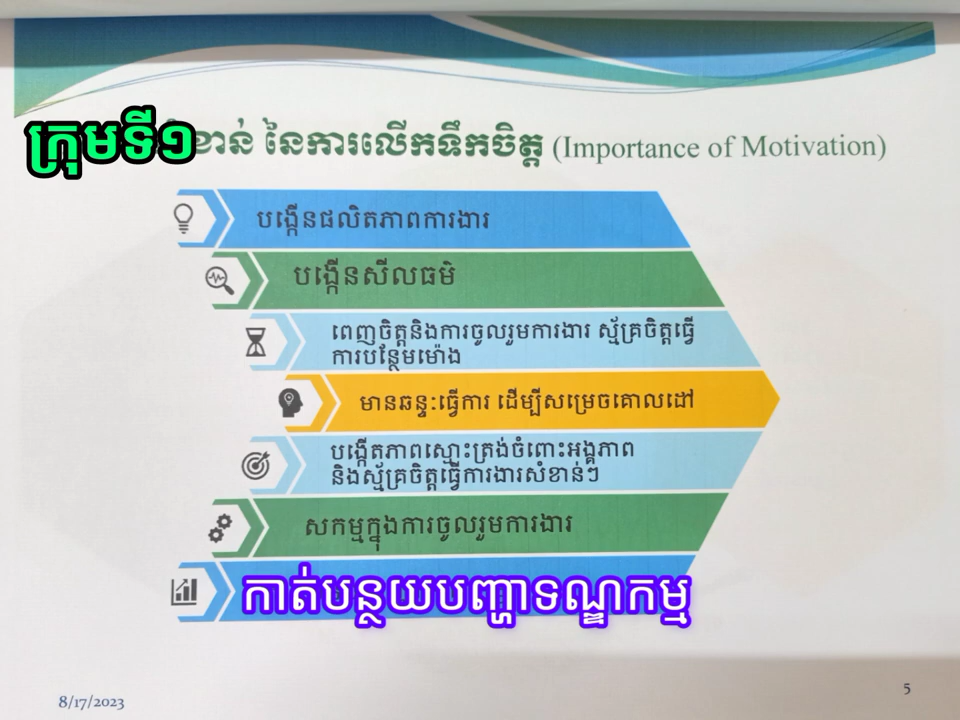 ក្រុមទី១
ខាន់ នៃការលើកទឹកចិត្ត (Importance of Motivation)
បង្កើនផលិតភាពការងារ
បង្កើនសីលធម៌
ពេញចិត្តនិងការចូលរួមការងារ ស្ម័គ្រចិត្តធ្វើ
ការបន្ថែមម៉ោង
មានឆន្ទៈធ្វើការ ដើម្បីសម្រេចគោលដៅ
បង្កើតភាពស្មោះត្រង់ចំពោះអង្គភាព
និងស្ម័គ្រចិត្តធ្វើការងារសំខាន់ៗ
សកម្មក្នុងការចូលរួមការងារ
កាត់បន្ថយបញ្ហាទណ្ឌកម្ម
8/17/2023
5